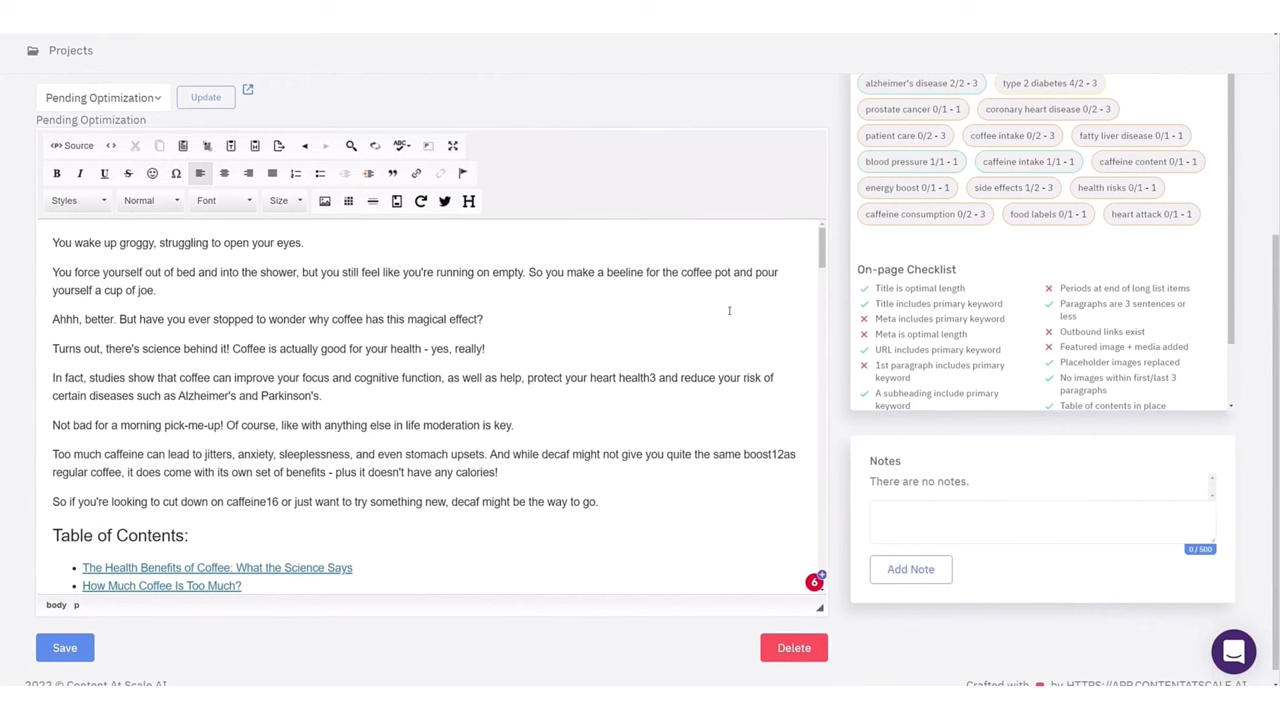 Projects
Pending Optimization
Update
Pending Optimization
Source
ABC
B I U S Ω
Styles Normal Font Size H
You wake up groggy, struggling to open your eyes.
You force yourself out of bed and into the shower, but you still feel like you're running on empty. So you make a beeline for the coffee pot and pour
yourself a cup of joe.
Ahhh, better. But have you ever stopped to wonder why coffee has this magical effect?
Turns out, there's science behind it! Coffee is actually good for your health - yes, really!
In fact, studies show that coffee can improve your focus and cognitive function, as well as help, protect your heart health3 and reduce your risk of
certain diseases such as Alzheimer's and Parkinson's.
Not bad for a morning pick-me-up! Of course, like with anything else in life moderation is key.
Too much caffeine can lead to jitters, anxiety, sleeplessness, and even stomach upsets. And while decaf might not give you quite the same boost12as
regular coffee, it does come with its own set of benefits - plus it doesn't have any calories!
So if you're looking to cut down on caffeine16 or just want to try something new, decaf might be the way to go.
Table of Contents:
The Health Benefits of Coffee: What the Science Says
How Much Coffee Is Too Much?
6
body p
Save
Delete
alzheimer's disease 2/2 - 3
type 2 diabetes 4/2 - 3
prostate cancer 0/1 - 1
coronary heart disease 0/2 - 3
patient care 0/2 - 3
coffee intake 0/2 - 3
fatty liver disease 0/1 - 1
blood pressure 1/1 - 1
caffeine intake 1/1 - 1
caffeine content 0/1 - 1
energy boost 0/1 - 1
side effects 1/2 - 3
health risks 0/1 - 1
caffeine consumption 0/2 - 3
food labels 0/1 - 1
heart attack 0/1 - 1
On-page Checklist
Title is optimal length
Title includes primary keyword
Meta includes primary keyword
Meta is optimal length
URL includes primary keyword
1st paragraph includes primary
keyword
A subheading include primary
keyword
Periods at end of long list items
Paragraphs are 3 sentences or
less
Outbound links exist
Featured image + media added
Placeholder images replaced
No images within first/last 3
paragraphs
Table of contents in place
Notes
There are no notes.
0 / 500
Add Note
2022 © Content At Scale AI
Crafted with by HTTPS://APP.CONTENTATSCALE.AI